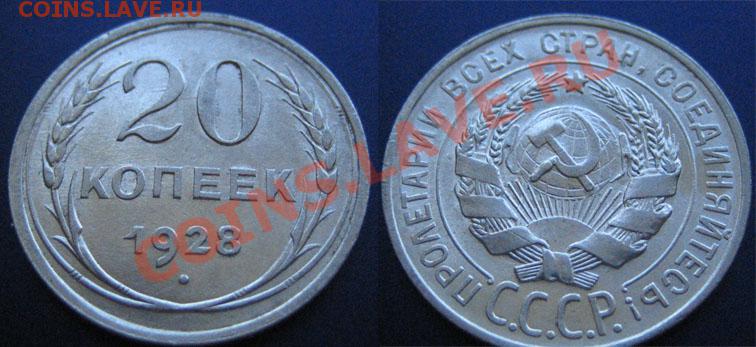 COINS.LAVE.RU
20
КОПЕЕК
1928
ПРОЛЕТАРИИ ВСЕХ СТРАН, СОЕДИНЯЙТЕСЬ!
С.С.С.Р.
COINS.LAVE.RU